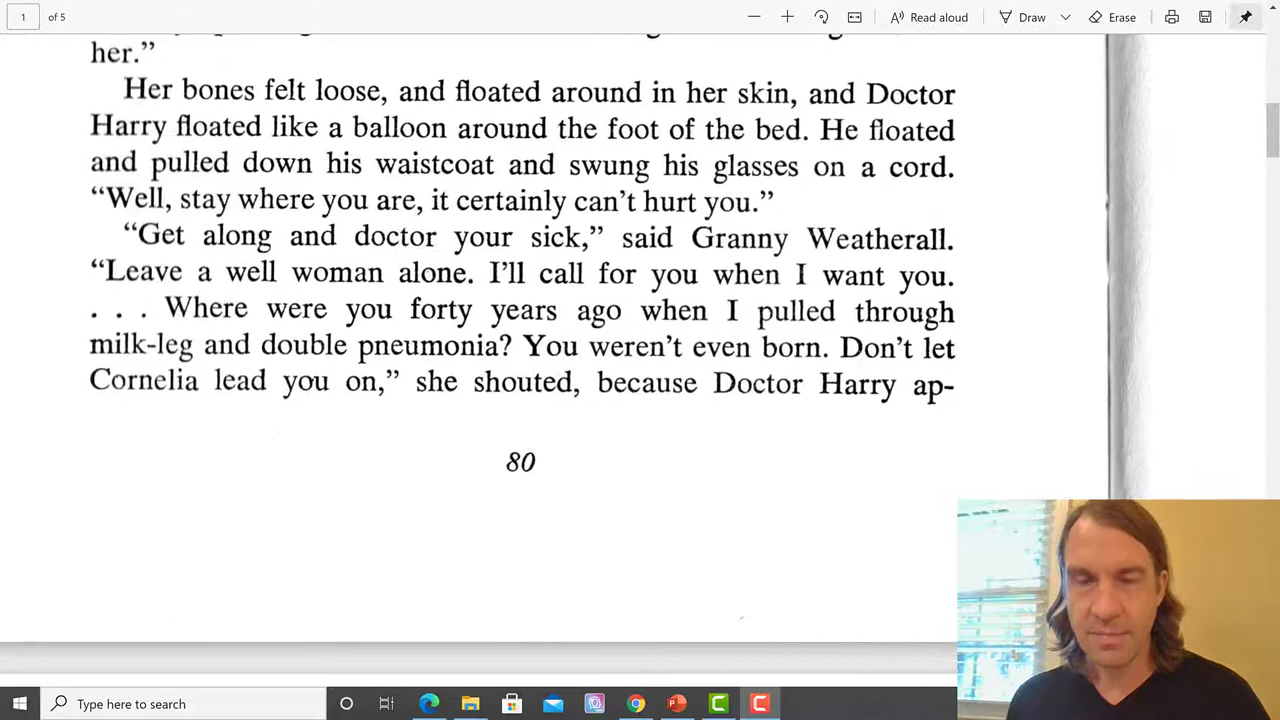 1 of 5
Read aloud
Draw
Erase
her.”
Her bones felt loose, and floated around in her skin, and Doctor
Harry floated like a balloon around the foot of the bed. He floated
and pulled down his waistcoat and swung his glasses on a cord.
“Well, stay where you are, it certainly can’t hurt you.”
“Get along and doctor your sick,” said Granny Weatherall.
“Leave a well woman alone. I’ll call for you when I want you.
. . . Where were you forty years ago when I pulled through
milk-leg and double pneumonia? You weren’t even born. Don’t let
Cornelia lead you on,” she shouted, because Doctor Harry ap-
80
Type here to search